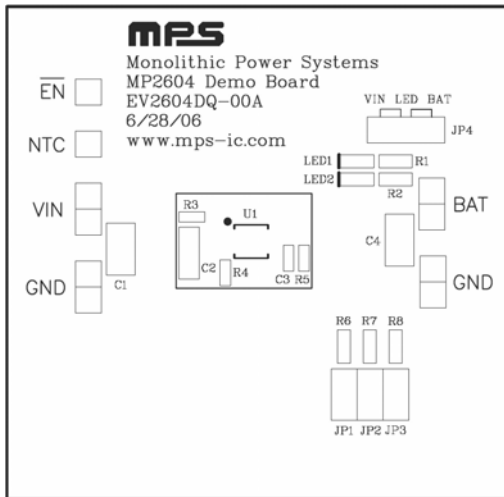 mps
Monolithic Power Systems
MP2604 Demo Board
EV2604DQ-00A
6/28/06
www.mps-ic.com
EN
NTC
VIN
GND
C1
VIN LED BAT
JP4
LED1
R1
LED2
R2
BAT
C4
GND
R3
U1
C2
R4
C3
R5
R6 R7 R8
JP1 JP2 JP3